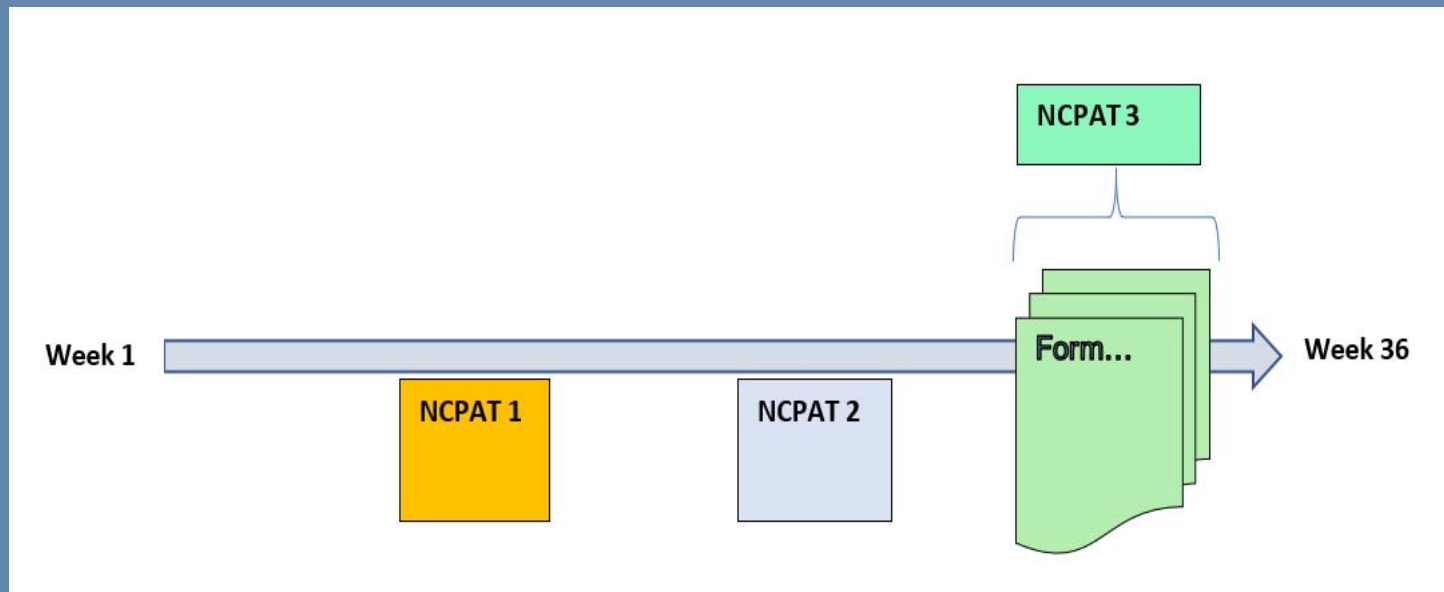 NCPAT 3
Week 1
Form...
Week 36
NCPAT 1
NCPAT 2